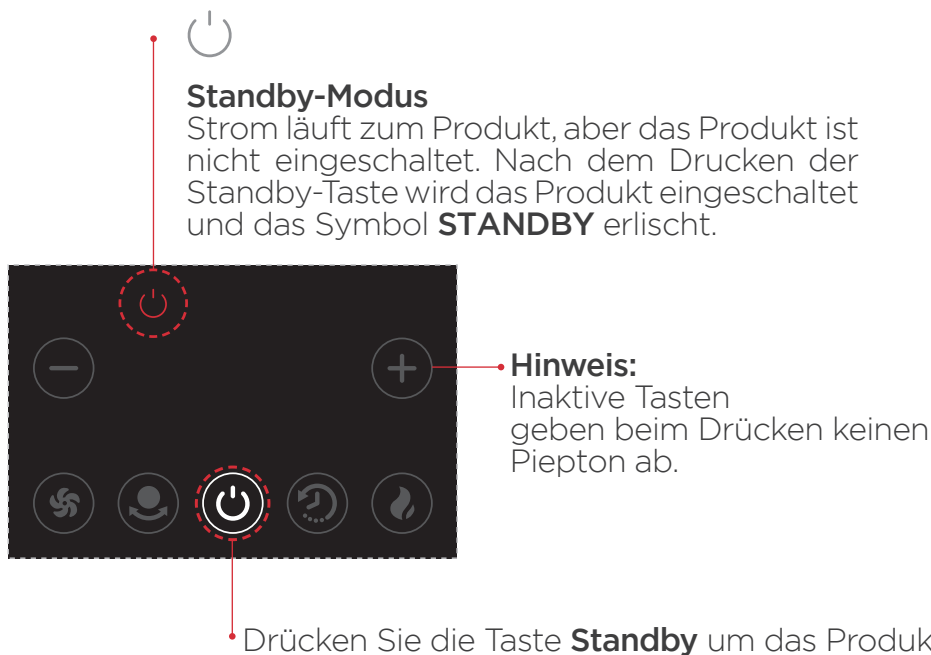 Standby-Modus
Strom läuft zum Produkt, aber das Produkt ist
nicht eingeschaltet. Nach dem Drucken der
Standby-Taste wird das Produkt eingeschaltet
und das Symbol STANDBY erlischt.
Hinweis:
Inaktive Tasten
geben beim Drücken keinen
Piepton ab.
Drücken Sie die Taste Standby um das